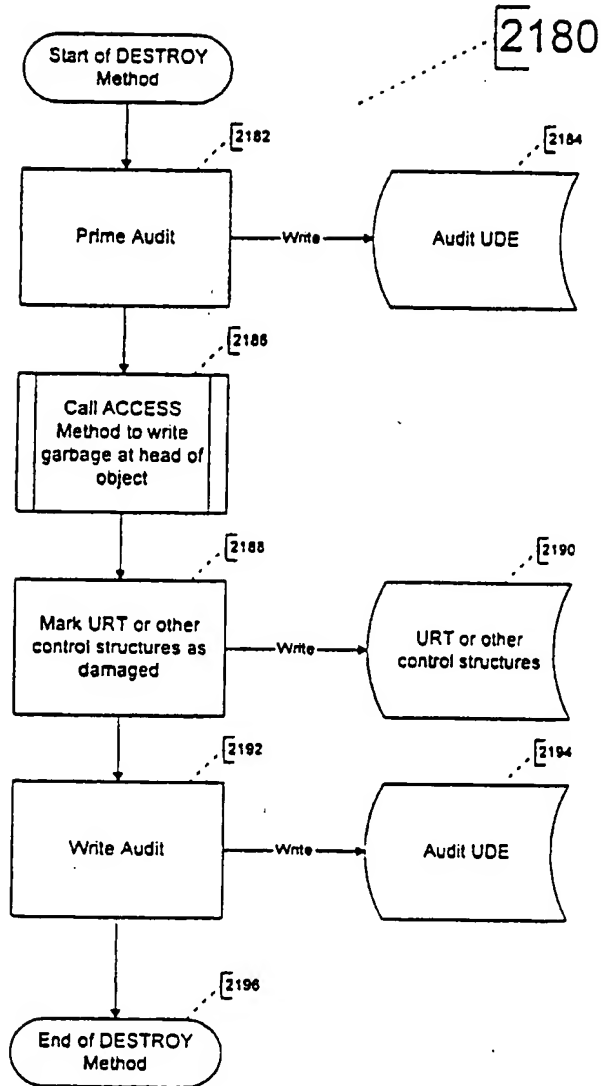 2180
Start of DESTROY
Method
2182
Prime Audit
Write
2184
Audit UDE
2186
Call ACCESS
Method to write
garbage at head of
object
2188
Mark URT or other
control structures as
damaged
Write
2190
URT or other
control structures
2192
Write Audit
Write
2194
Audit UDE
2196
End of DESTROY
Method